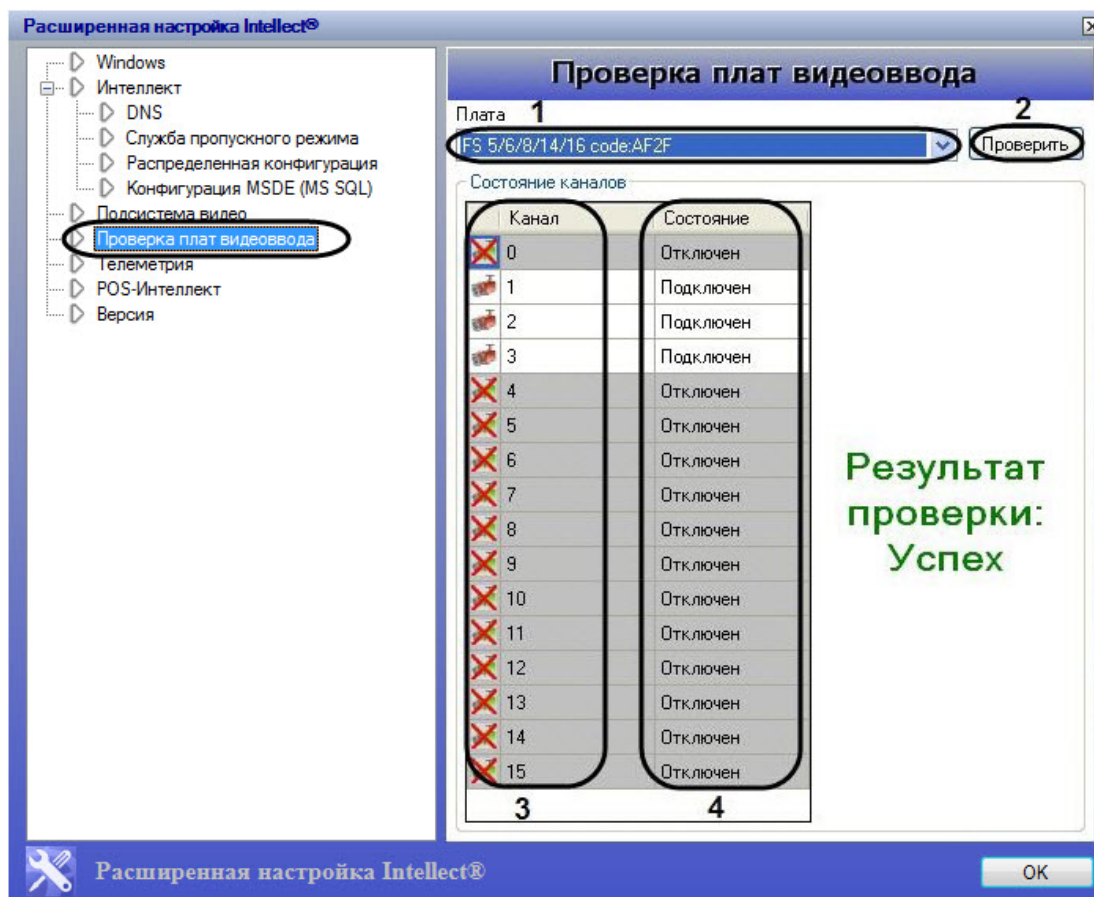 Расширенная настройка Intellect®
Windows
Интеллект
DNS
Служба пропускного режима
Распределенная конфигурация
Конфигурация MSDE (MS SQL)
Подсистема видео
Проверка плат видеоввода
Телеметрия
POS-Интеллект
Версия
Проверка плат видеоввода
Плата 1 2
FS 5/6/8/14/16 code:AF2F Проверить
Состояние каналов
Канал Состояние
0 Отключен
1 Подключен
2 Подключен
3 Подключен
4 Отключен
5 Отключен
6 Отключен
7 Отключен
8 Отключен
9 Отключен
10 Отключен
11 Отключен
12 Отключен
13 Отключен
14 Отключен
15 Отключен
3 4
Результат
проверки:
Успех
Расширенная настройка Intellect®
OK